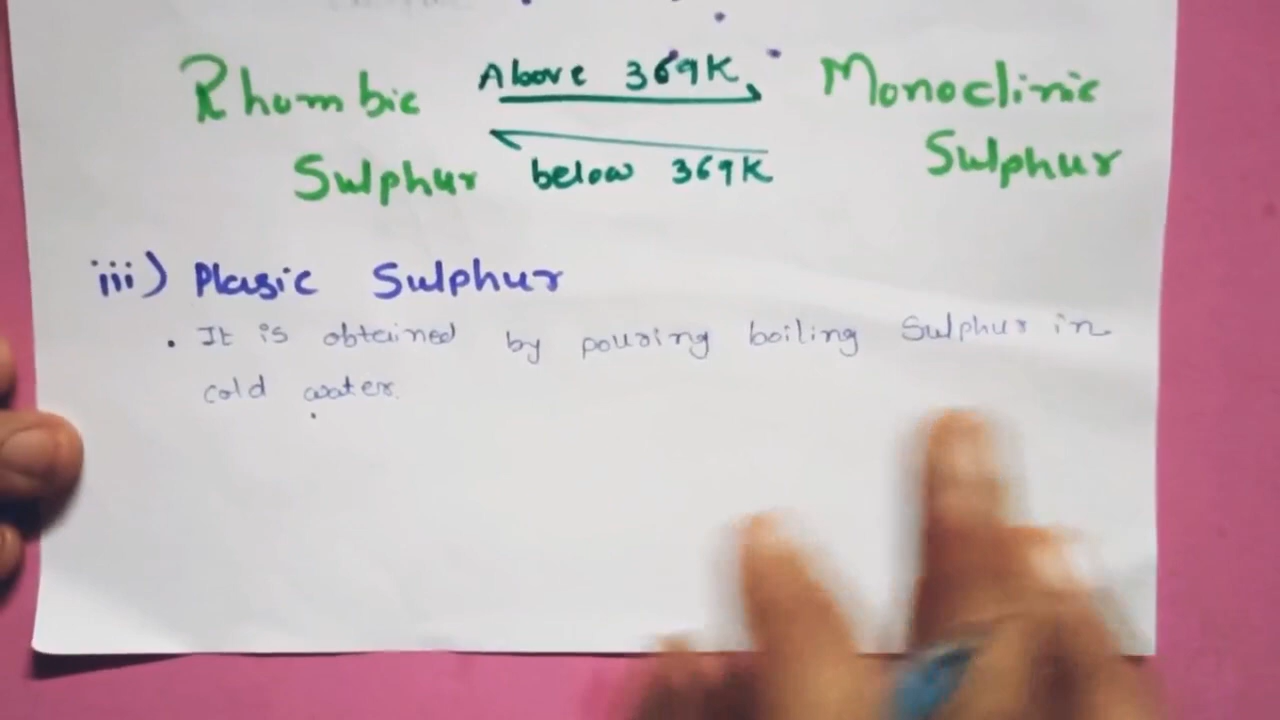 Rhombic Above 369K Monoclinic
Sulphur below 369K Sulphur
iii) Plasic Sulphur
. It is obtained by pouring boiling Sulphur in
cold water.